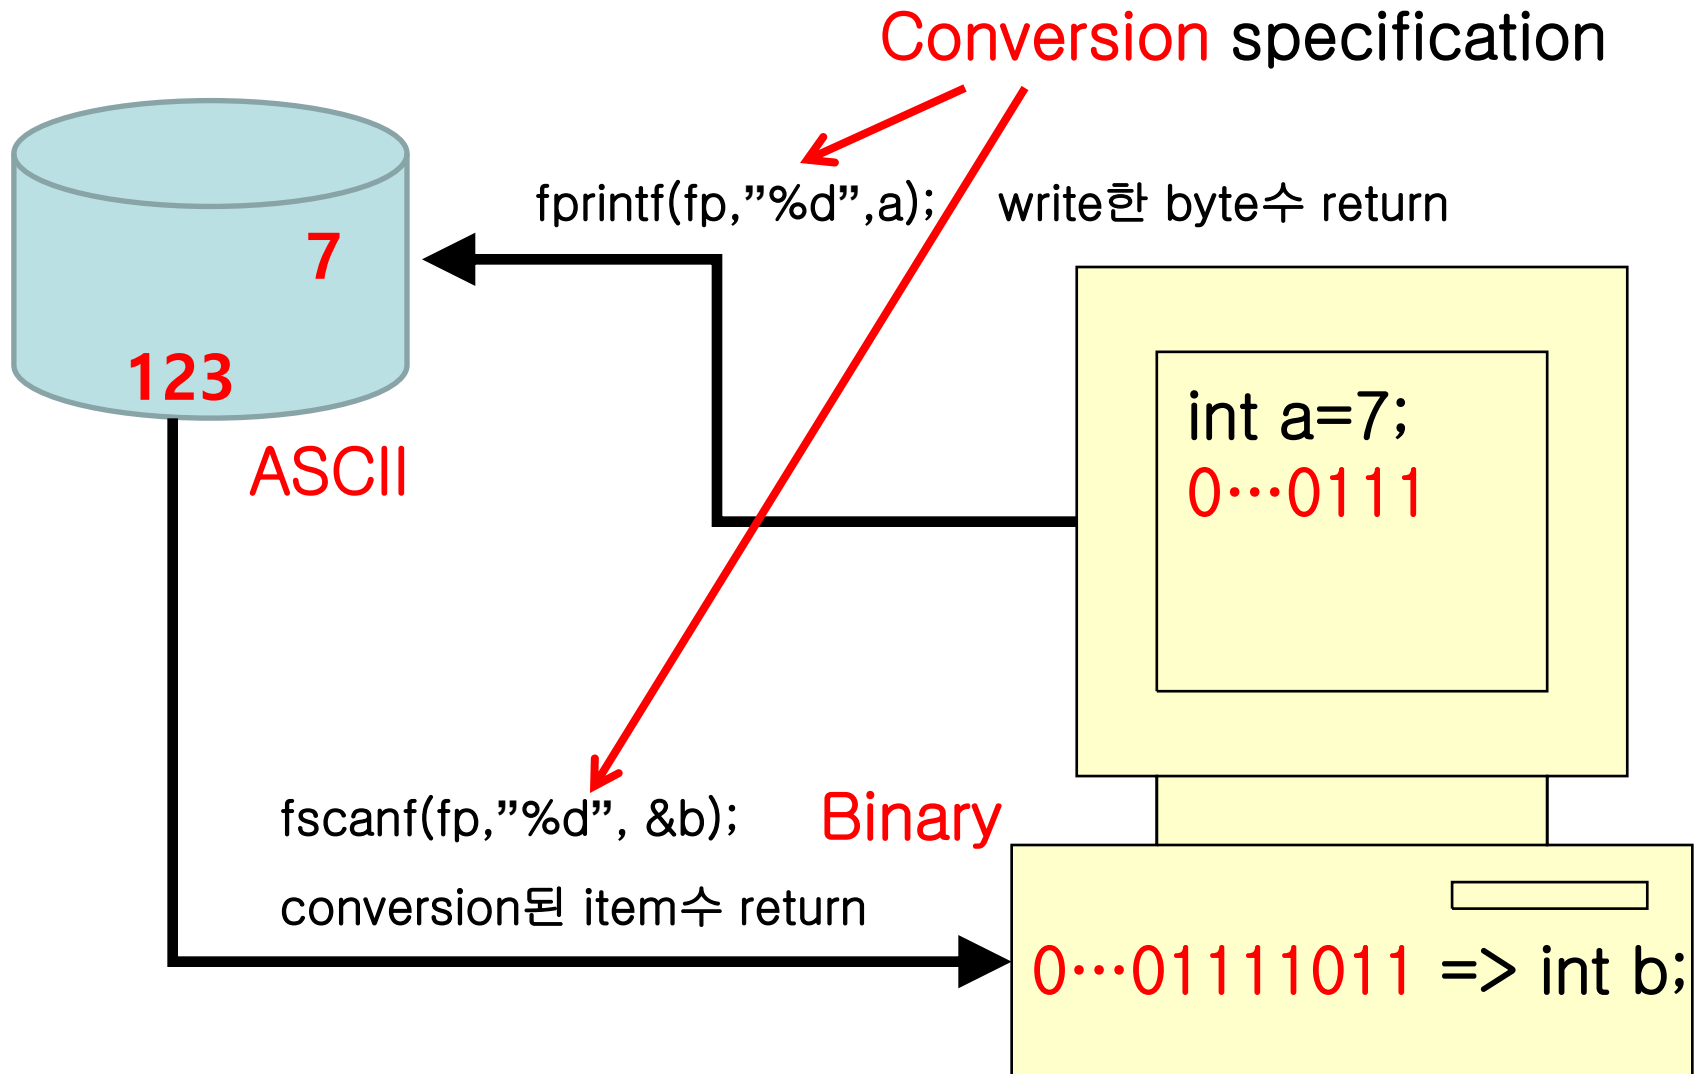 Conversion specification
fprintf(fp,”%d”,a);    write한 byte수 return
7
123
ASCII
int a=7;
0⋯0111
fscanf(fp,”%d”, &b);
Binary
conversion된 item수 return
0⋯01111011 => int b;